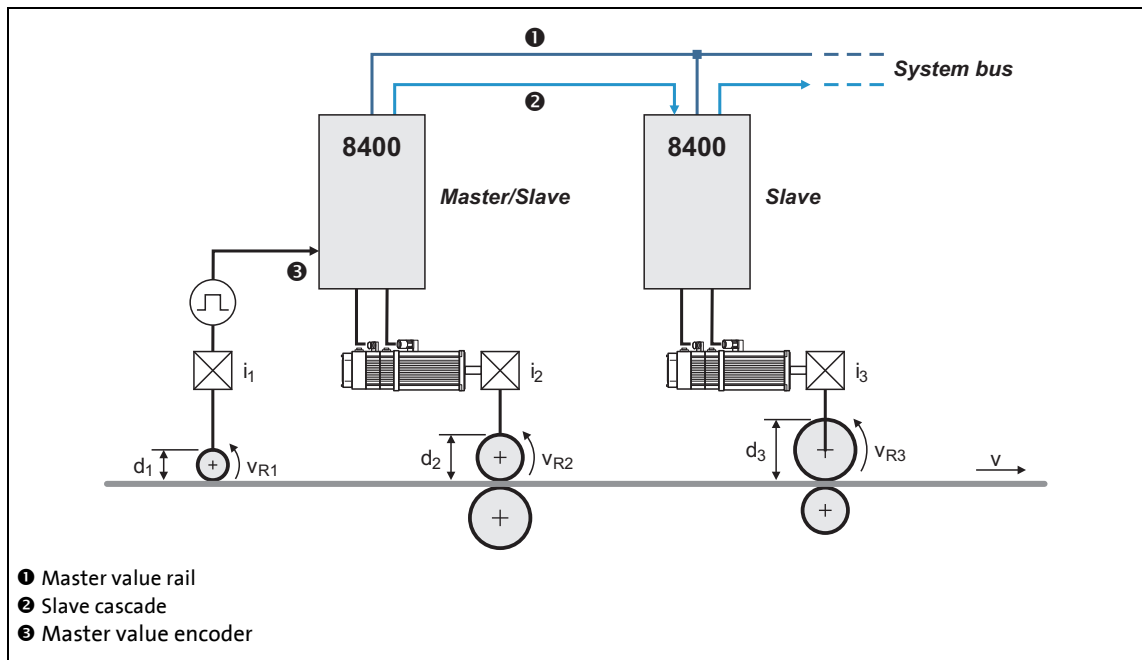 ❶
System bus
❷
8400
8400
Master/Slave
Slave
❸
i₁
i₂
i₃
d₁
vR1
d₂
vR2
d₃
vR3
v
❶ Master value rail
❷ Slave cascade
❸ Master value encoder